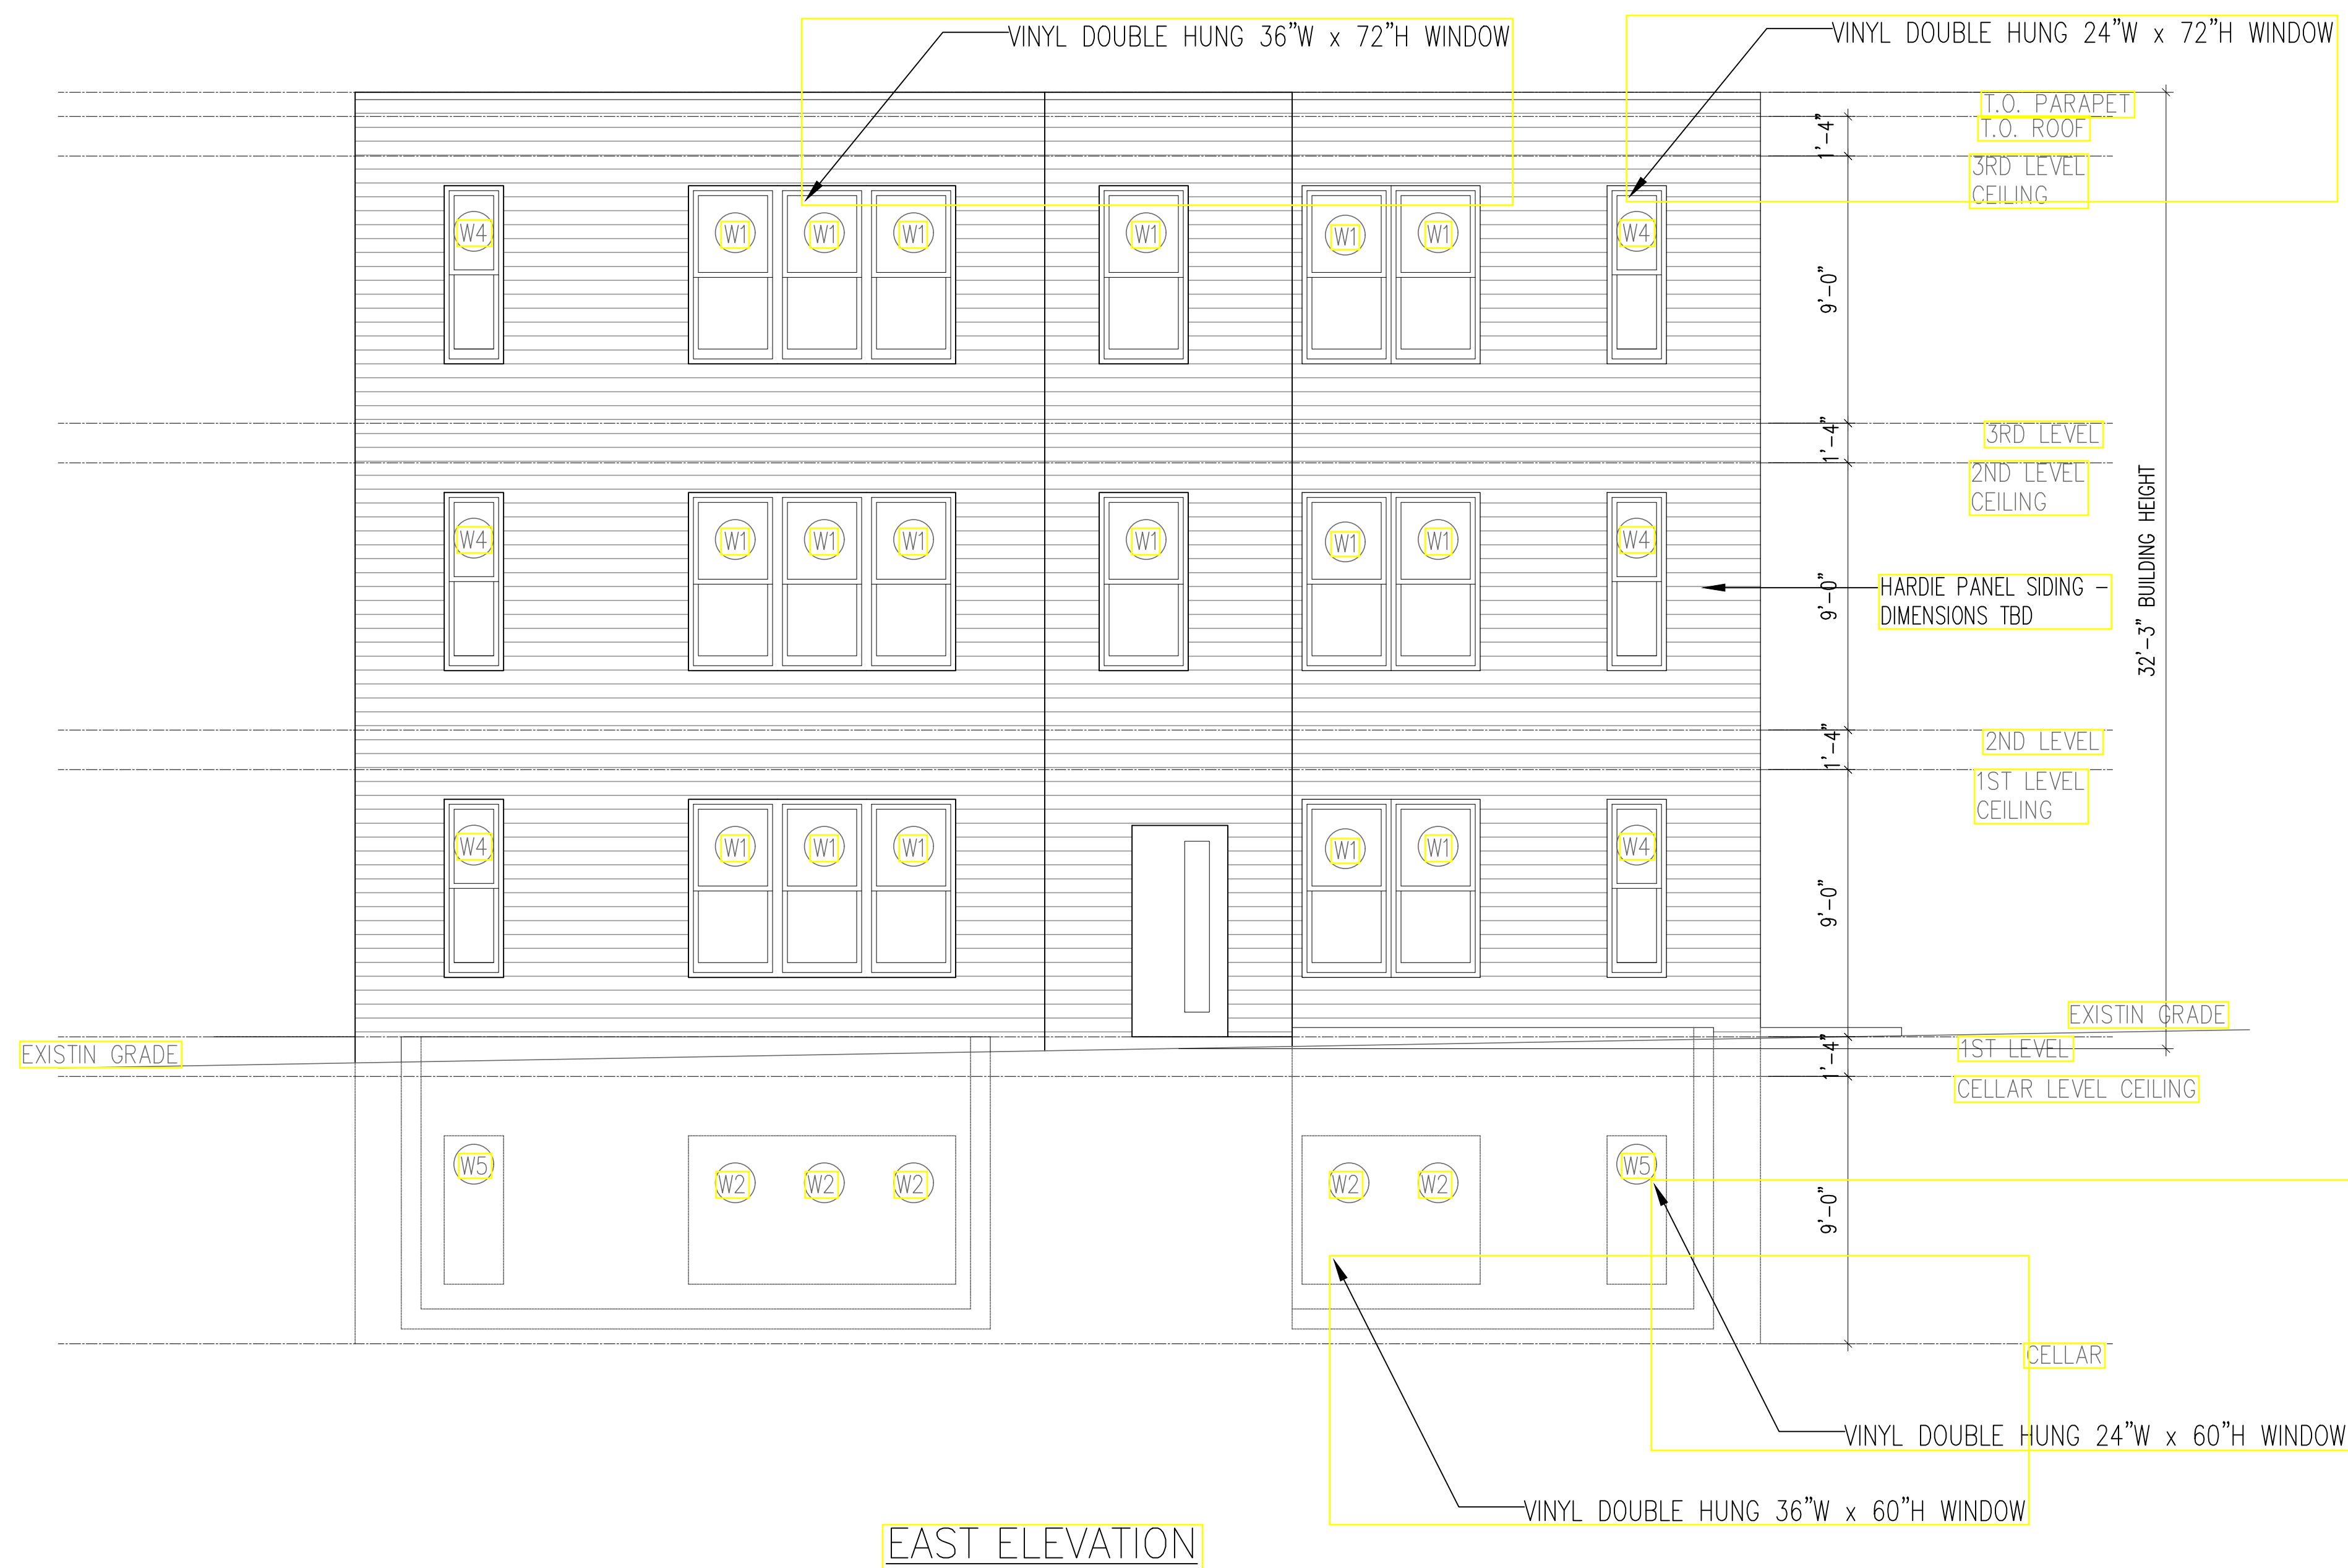 VINYL DOUBLE HUNG 36"W x 72"H WINDOW
VINYL DOUBLE HUNG 24"W x 72"H WINDOW
T.O. PARAPET
T.O. ROOF
1'-4"
3RD LEVEL
CEILING
W4
W1
W1
W1
W1
W1
W1
W4
9'-0"
3RD LEVEL
1'-4"
2ND LEVEL
CEILING
W4
W1
W1
W1
W1
W1
W1
W4
9'-0"
HARDIE PANEL SIDING –
DIMENSIONS TBD
32'-3" BUILDING HEIGHT
2ND LEVEL
1'-4"
1ST LEVEL
CEILING
W4
W1
W1
W1
W1
W1
W4
9'-0"
EXISTIN GRADE
EXISTIN GRADE
1ST LEVEL
1'-4"
CELLAR LEVEL CEILING
W5
W2
W2
W2
W2
W2
W5
9'-0"
CELLAR
VINYL DOUBLE HUNG 24"W x 60"H WINDOW
VINYL DOUBLE HUNG 36"W x 60"H WINDOW
EAST ELEVATION